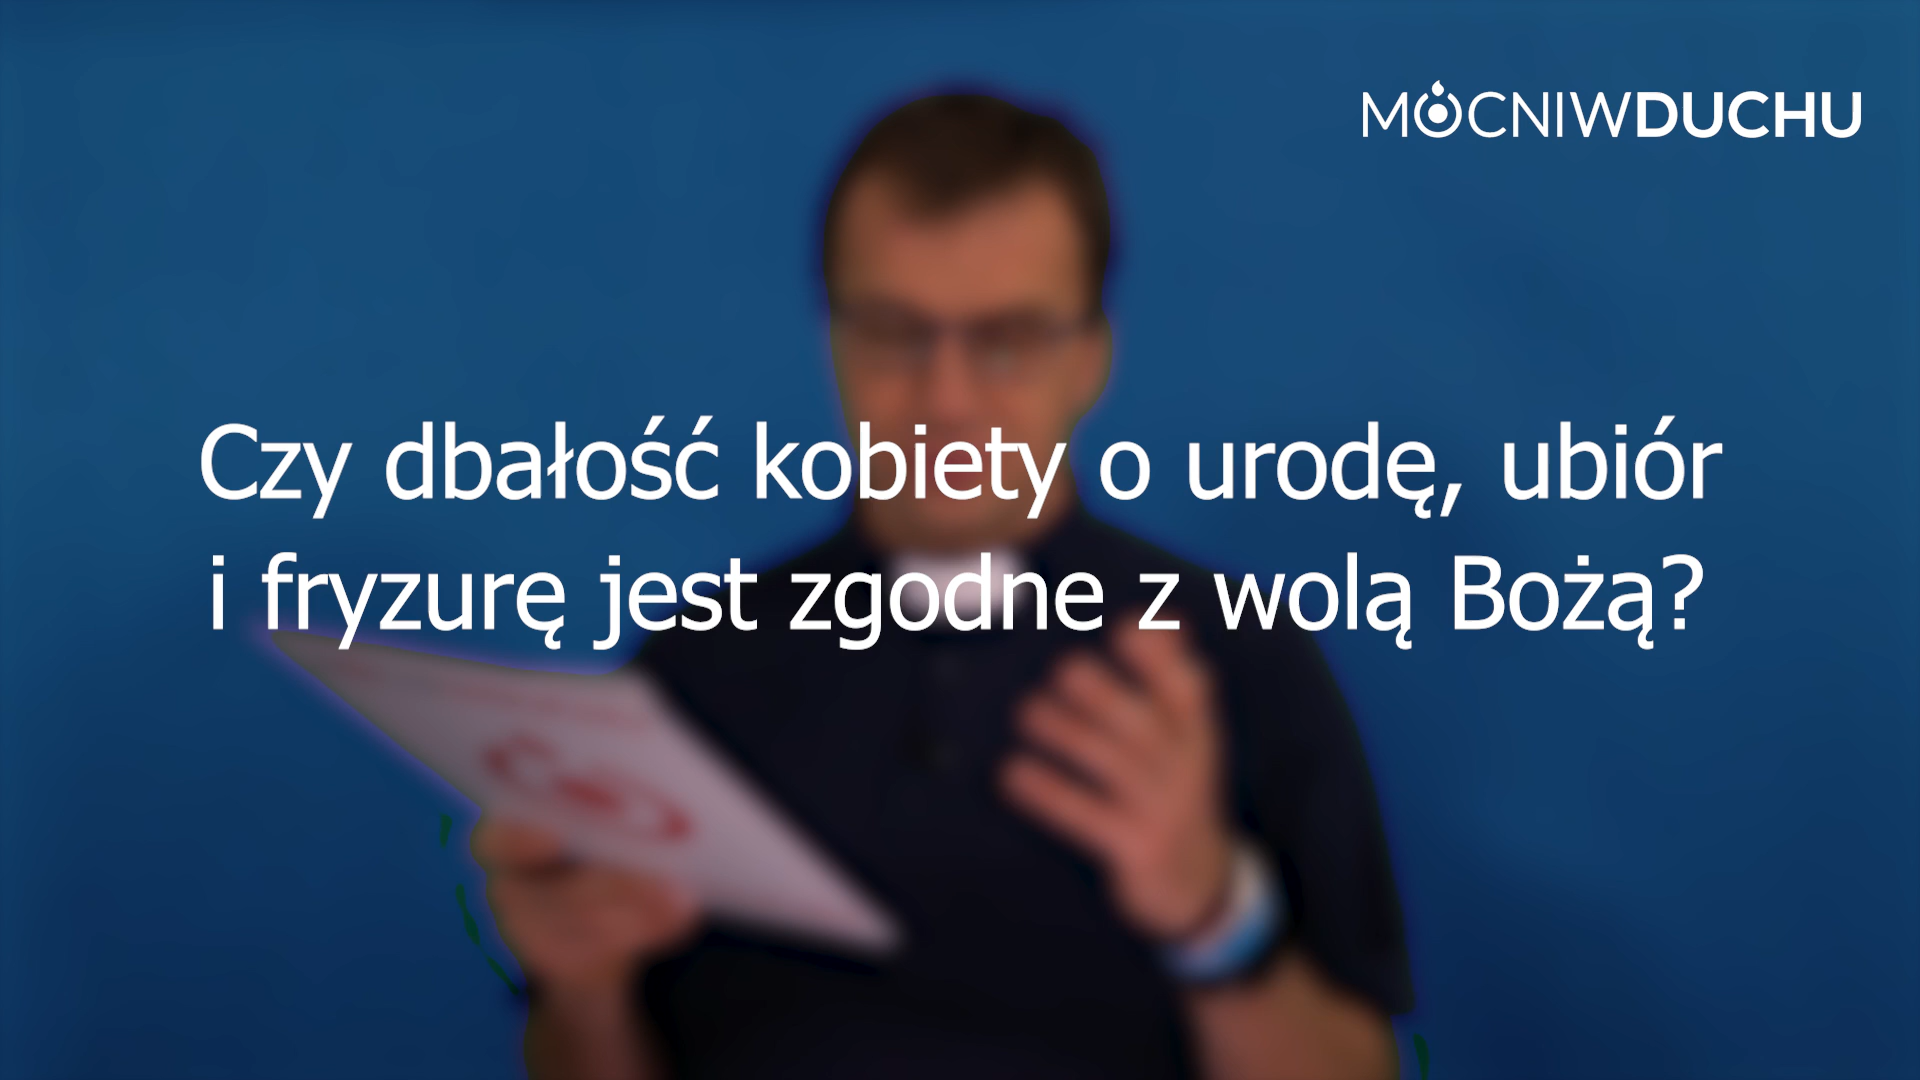 MOCNIWDUCHU
Czy dbałość kobiety o urodę, ubiór
i fryzurę jest zgodne z wolą Bożą?